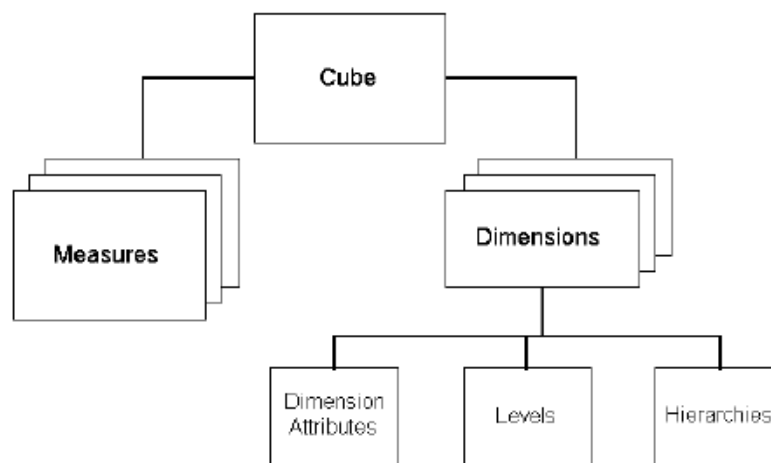 Cube
Measures
Dimensions
Dimension
Attributes
Levels
Hierarchies